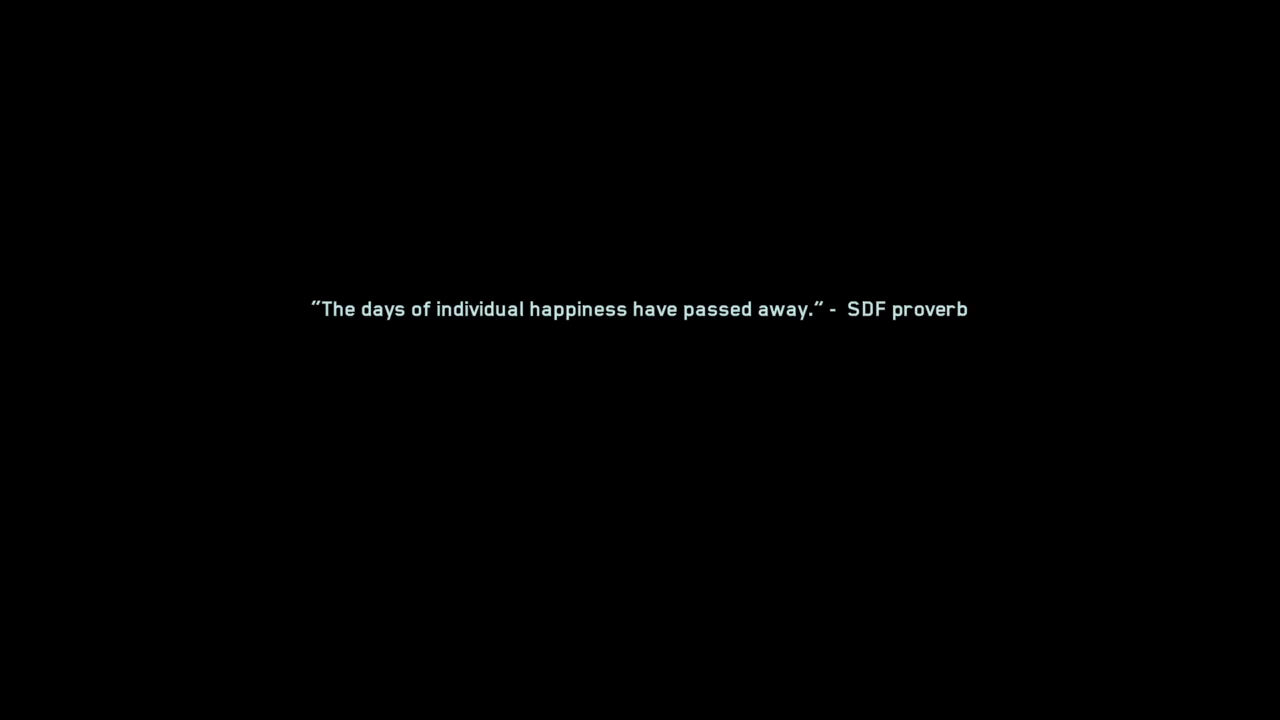 “The days of individual happiness have passed away.” -  SDF proverb